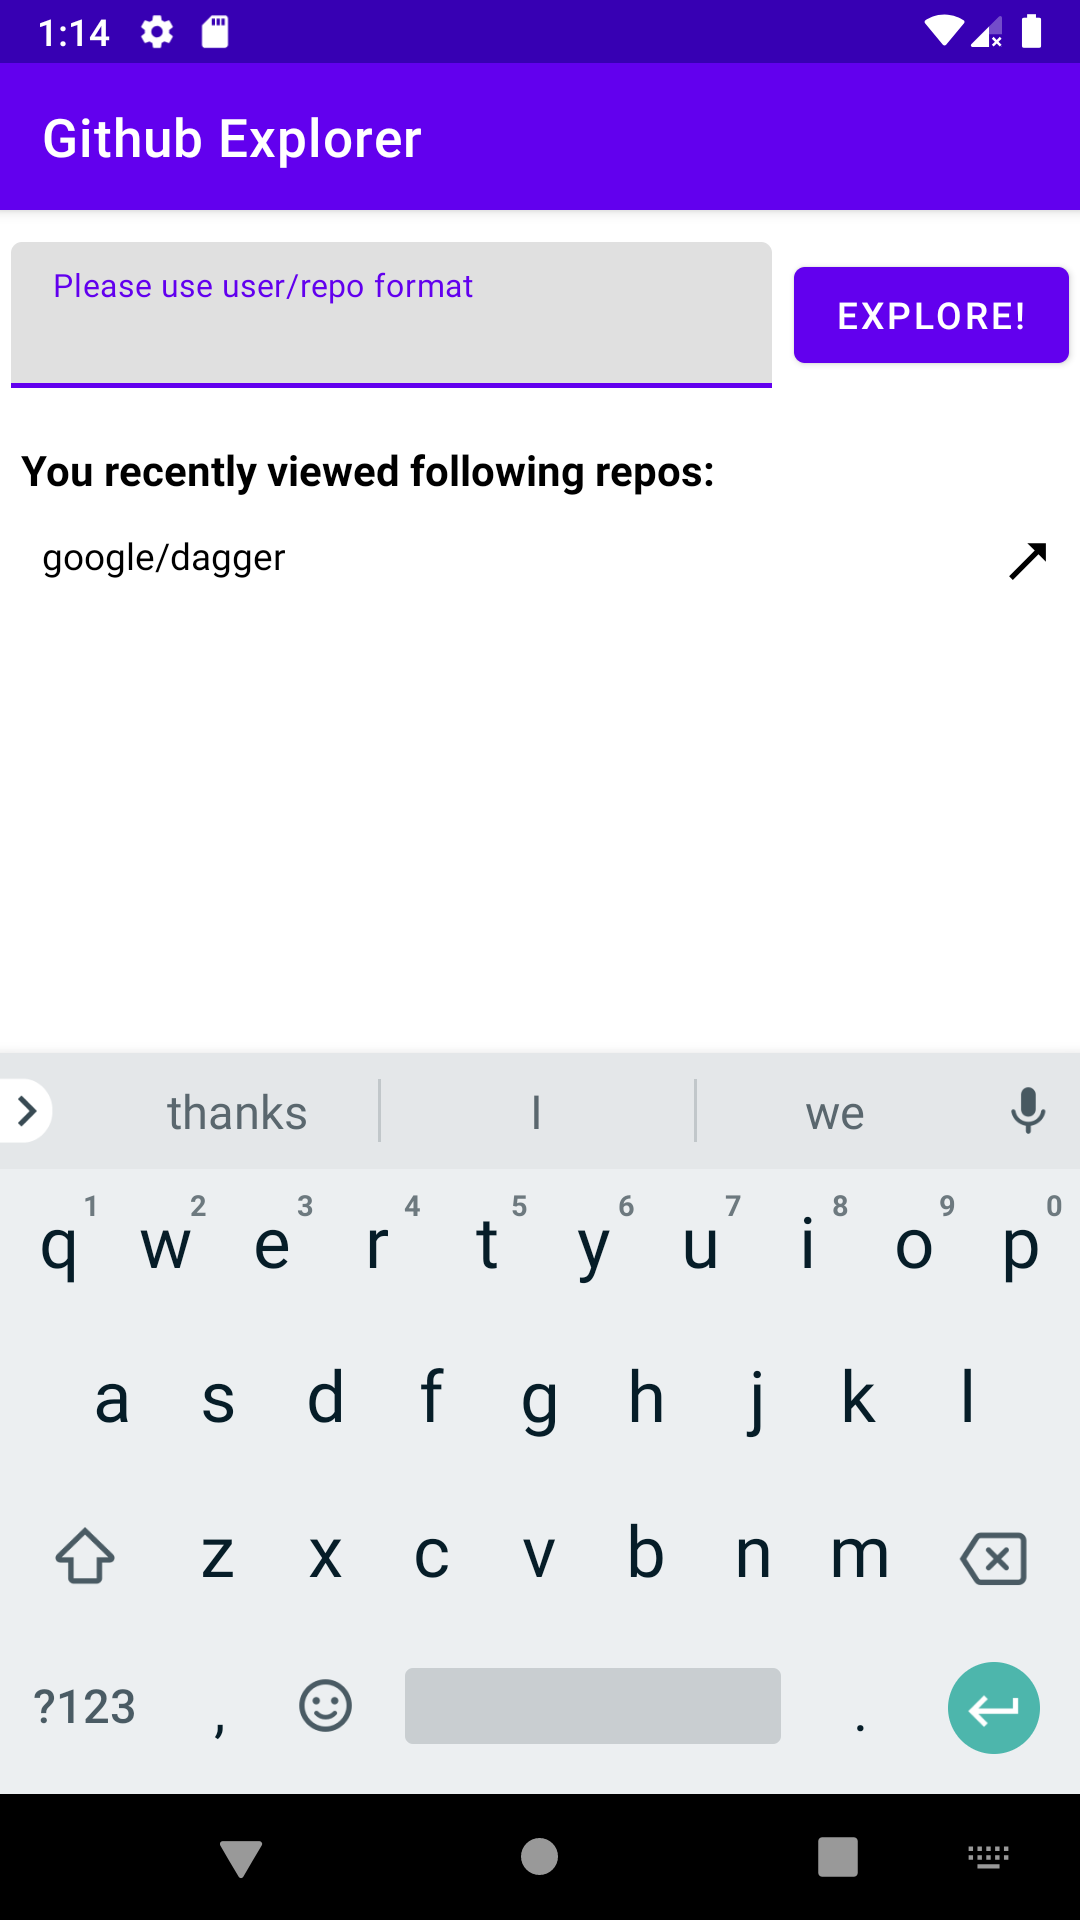 1:14
Github Explorer
Please use user/repo format
EXPLORE!
You recently viewed following repos:
google/dagger
thanks I we
1 2 3 4 5 6 7 8 9 0
q w e r t y u i o p
a s d f g h j k l
z x c v b n m
?123 , .